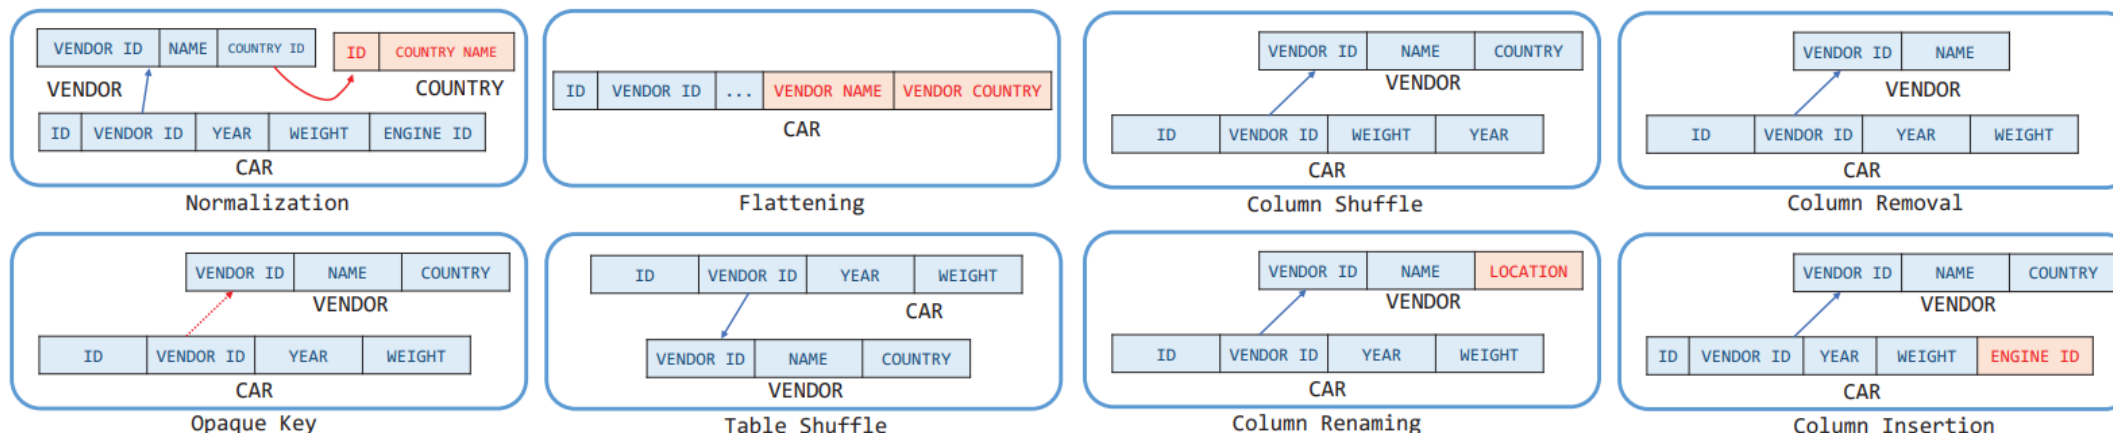 VENDOR ID NAME COUNTRY ID
ID COUNTRY NAME
VENDOR
COUNTRY
ID VENDOR ID YEAR WEIGHT ENGINE ID
CAR
Normalization
ID VENDOR ID ... VENDOR NAME VENDOR COUNTRY
CAR
Flattening
VENDOR ID NAME COUNTRY
VENDOR
ID VENDOR ID WEIGHT YEAR
CAR
Column Shuffle
VENDOR ID NAME
VENDOR
ID VENDOR ID YEAR WEIGHT
CAR
Column Removal
VENDOR ID NAME COUNTRY
VENDOR
ID VENDOR ID YEAR WEIGHT
CAR
Opaque Key
ID VENDOR ID YEAR WEIGHT
CAR
VENDOR ID NAME COUNTRY
VENDOR
Table Shuffle
VENDOR ID NAME LOCATION
VENDOR
ID VENDOR ID YEAR WEIGHT
CAR
Column Renaming
VENDOR ID NAME COUNTRY
VENDOR
ID VENDOR ID YEAR WEIGHT ENGINE ID
CAR
Column Insertion